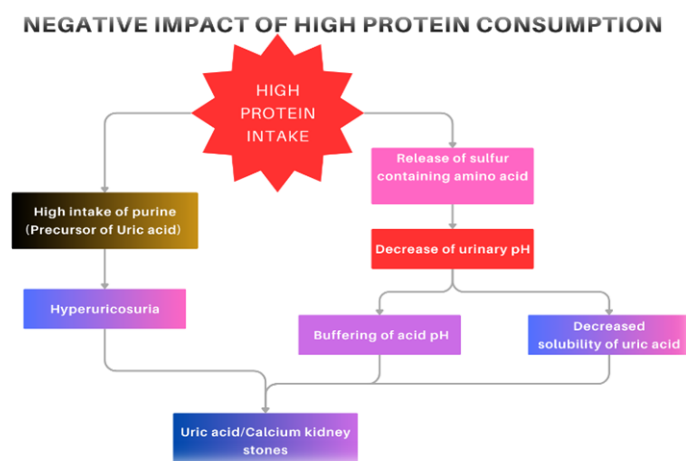 NEGATIVE IMPACT OF HIGH PROTEIN CONSUMPTION
HIGH
PROTEIN
INTAKE
Release of sulfur
containing amino acid
High intake of purine
(Precursor of Uric acid)
Decrease of urinary pH
Hyperuricosuria
Buffering of acid pH
Decreased
solubility of uric acid
Uric acid/Calcium kidney
stones